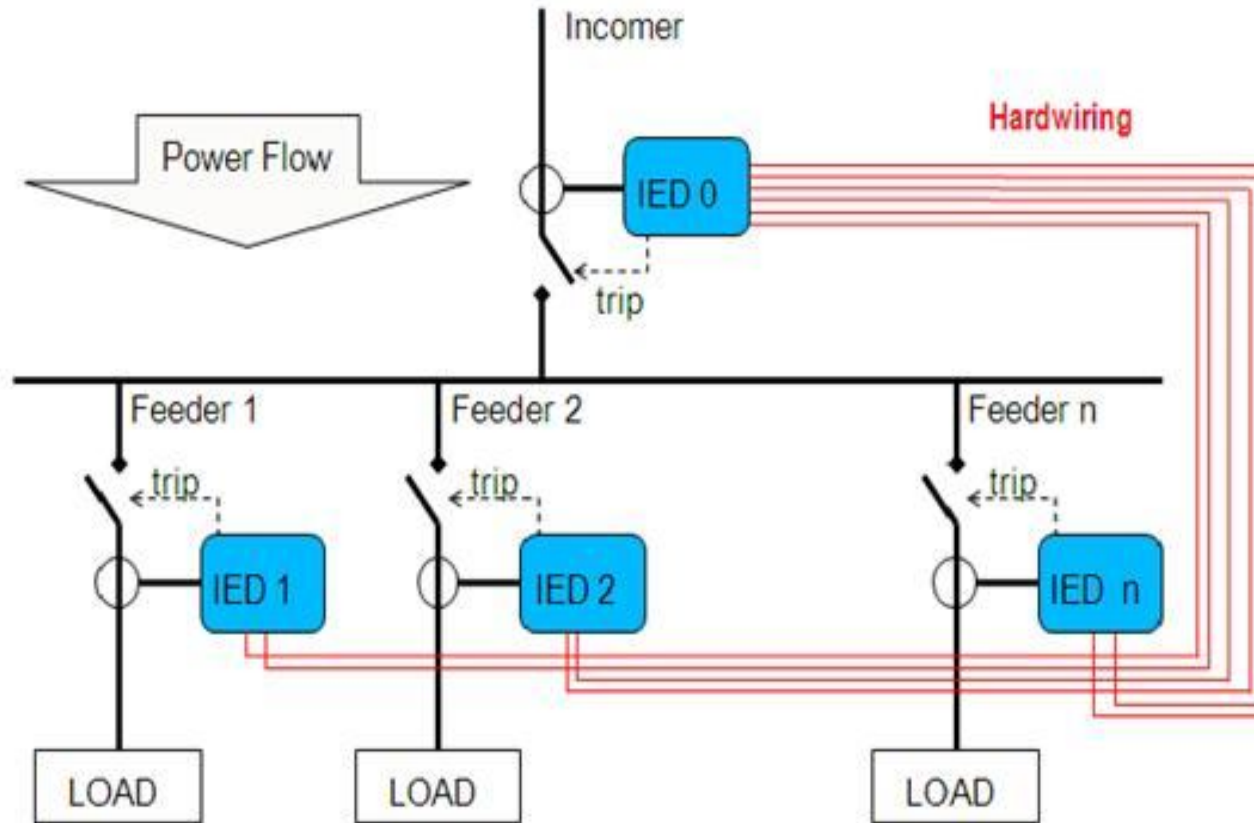 Incomer
Hardwiring
Power Flow
IED 0
trip
Feeder 1
Feeder 2
Feeder n
trip
trip
trip
IED 1
IED 2
IED n
LOAD
LOAD
LOAD